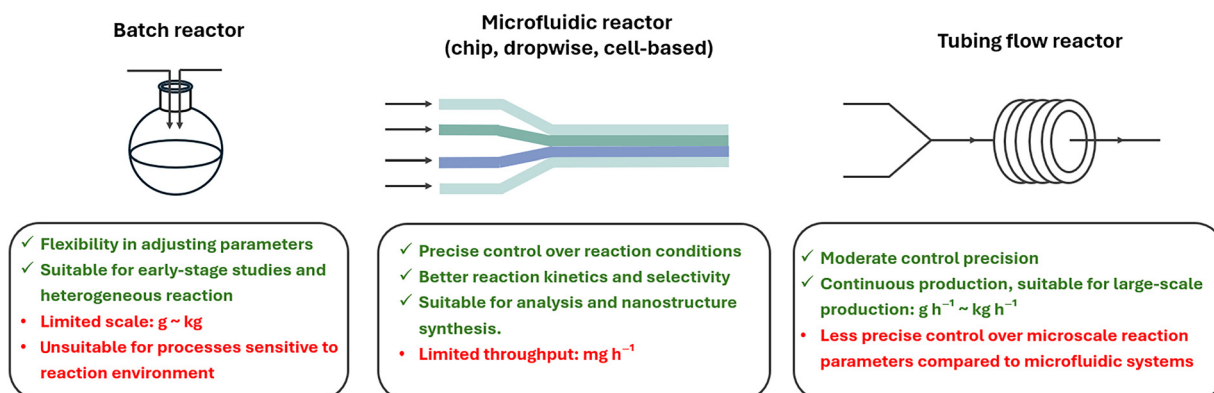 Batch reactor
✓ Flexibility in adjusting parameters
✓ Suitable for early-stage studies and
heterogeneous reaction
• Limited scale: g ~ kg
• Unsuitable for processes sensitive to
reaction environment
Microfluidic reactor
(chip, dropwise, cell-based)
✓ Precise control over reaction conditions
✓ Better reaction kinetics and selectivity
✓ Suitable for analysis and nanostructure
synthesis.
• Limited throughput: mg h⁻¹
Tubing flow reactor
✓ Moderate control precision
✓ Continuous production, suitable for large-scale
production: g h⁻¹ ~ kg h⁻¹
• Less precise control over microscale reaction
parameters compared to microfluidic systems